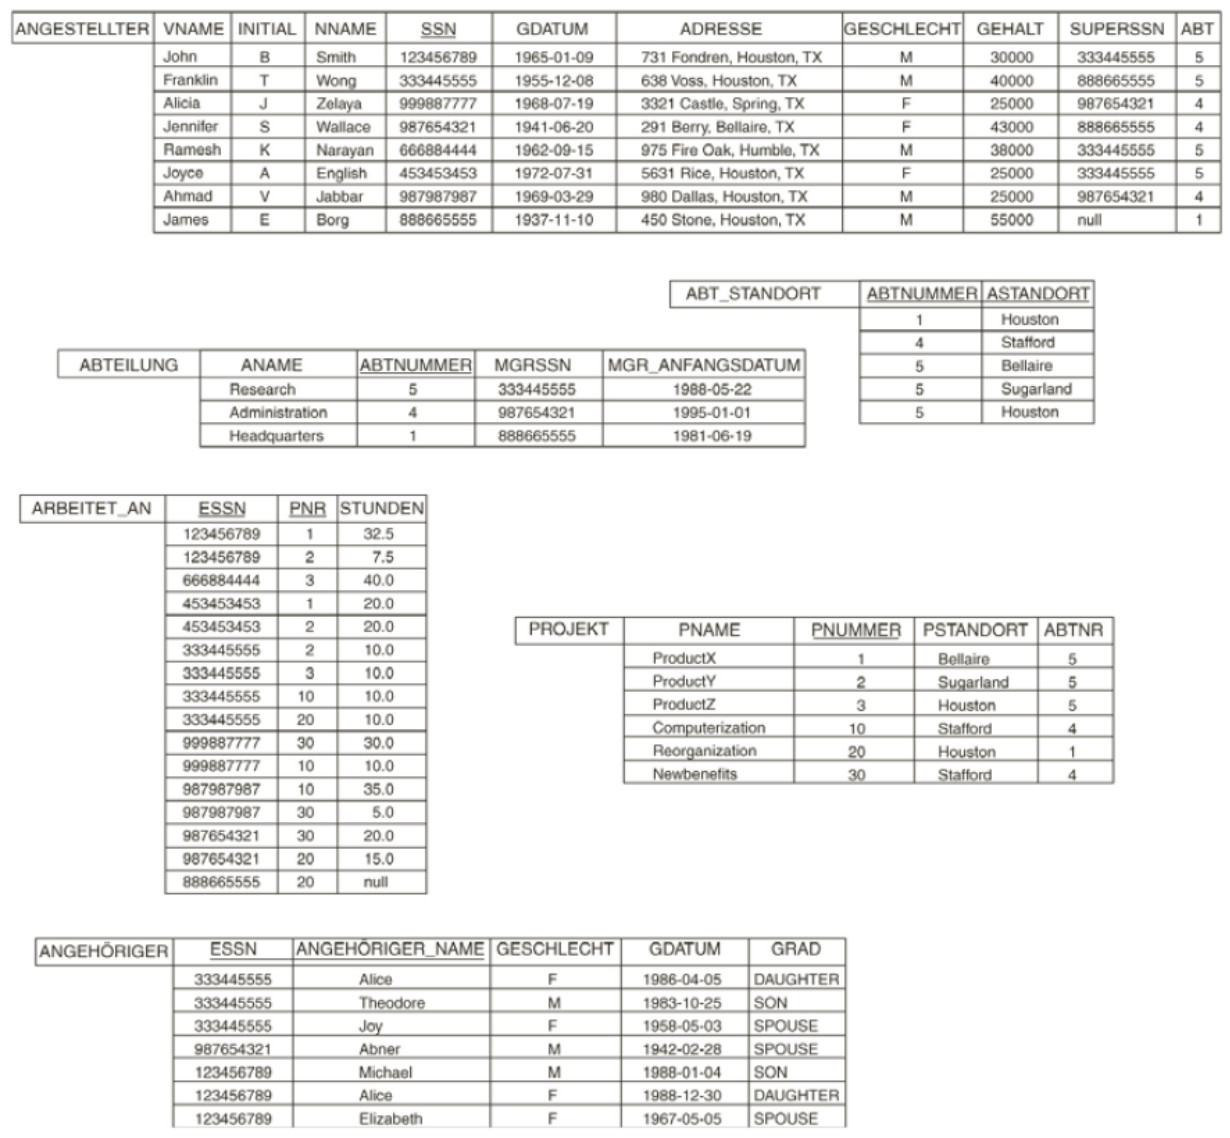 ANGESTELLTER VNAME INITIAL NNAME SSN GDATUM ADRESSE GESCHLECHT GEHALT SUPERSSN ABT
John B Smith 123456789 1965-01-09 731 Fondren, Houston, TX M 30000 333445555 5
Franklin T Wong 333445555 1955-12-08 638 Voss, Houston, TX M 40000 888665555 5
Alicia J Zelaya 999887777 1968-07-19 3321 Castle, Spring, TX F 25000 987654321 4
Jennifer S Wallace 987654321 1941-06-20 291 Berry, Bellaire, TX F 43000 888665555 4
Ramesh K Narayan 666884444 1962-09-15 975 Fire Oak, Humble, TX M 38000 333445555 5
Joyce A English 453453453 1972-07-31 5631 Rice, Houston, TX F 25000 333445555 5
Ahmad V Jabbar 987987987 1969-03-29 980 Dallas, Houston, TX M 25000 987654321 4
James E Borg 888665555 1937-11-10 450 Stone, Houston, TX M 55000 null 1
ABT_STANDORT ABTNUMMER ASTANDORT
1 Houston
4 Stafford
5 Bellaire
5 Sugarland
5 Houston
ABTEILUNG ANAME ABTNUMMER MGRSSN MGR_ANFANGSDATUM
Research 5 333445555 1988-05-22
Administration 4 987654321 1995-01-01
Headquarters 1 888665555 1981-06-19
ARBEITET_AN ESSN PNR STUNDEN
123456789 1 32.5
123456789 2 7.5
666884444 3 40.0
453453453 1 20.0
453453453 2 20.0
333445555 2 10.0
333445555 3 10.0
333445555 10 10.0
333445555 20 10.0
999887777 30 30.0
999887777 10 10.0
987987987 10 35.0
987987987 30 5.0
987654321 30 20.0
987654321 20 15.0
888665555 20 null
PROJEKT PNAME PNUMMER PSTANDORT ABTNR
ProductX 1 Bellaire 5
ProductY 2 Sugarland 5
ProductZ 3 Houston 5
Computerization 10 Stafford 4
Reorganization 20 Houston 1
Newbenefits 30 Stafford 4
ANGEHÖRIGER ESSN ANGEHÖRIGER_NAME GESCHLECHT GDATUM GRAD
333445555 Alice F 1986-04-05 DAUGHTER
333445555 Theodore M 1983-10-25 SON
333445555 Joy F 1958-05-03 SPOUSE
987654321 Abner M 1942-02-28 SPOUSE
123456789 Michael M 1988-01-04 SON
123456789 Alice F 1988-12-30 DAUGHTER
123456789 Elizabeth F 1967-05-05 SPOUSE